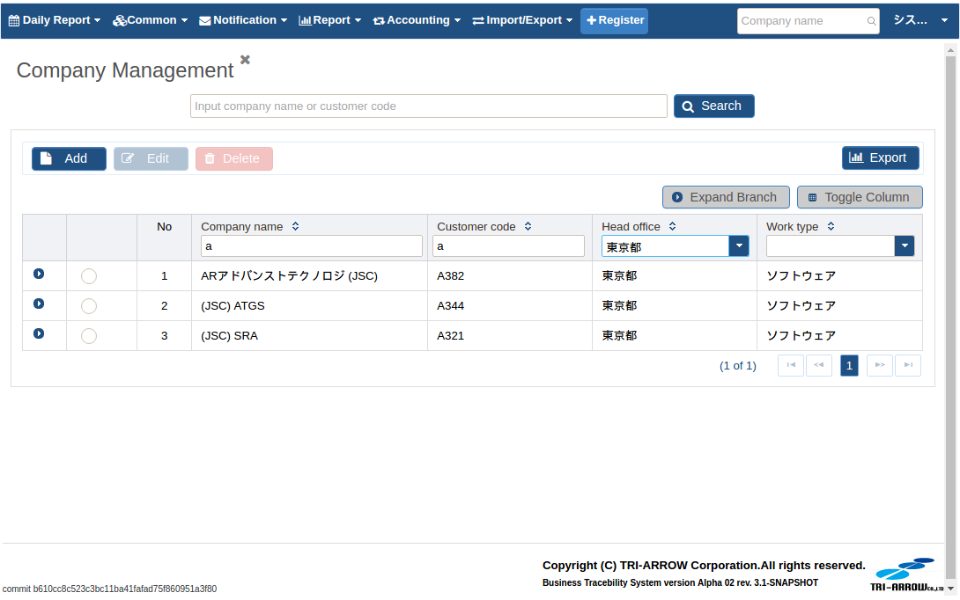 Daily Report Common Notification Report Accounting Import/Export Register Company name シス...
Company Management
Input company name or customer code Search
Add Edit Delete Export
Expand Branch Toggle Column
No Company name Customer code Head office Work type
a a 東京都
1 ARアドバンストテクノロジ (JSC) A382 東京都 ソフトウェア
2 (JSC) ATGS A344 東京都 ソフトウェア
3 (JSC) SRA A321 東京都 ソフトウェア
(1 of 1) 1
Copyright (C) TRI-ARROW Corporation.All rights reserved.
Business Tracebility System version Alpha 02 rev. 3.1-SNAPSHOT
TRI-ARROW
commit b610cc8c523c3bc11ba41fafad75f860951a3f80